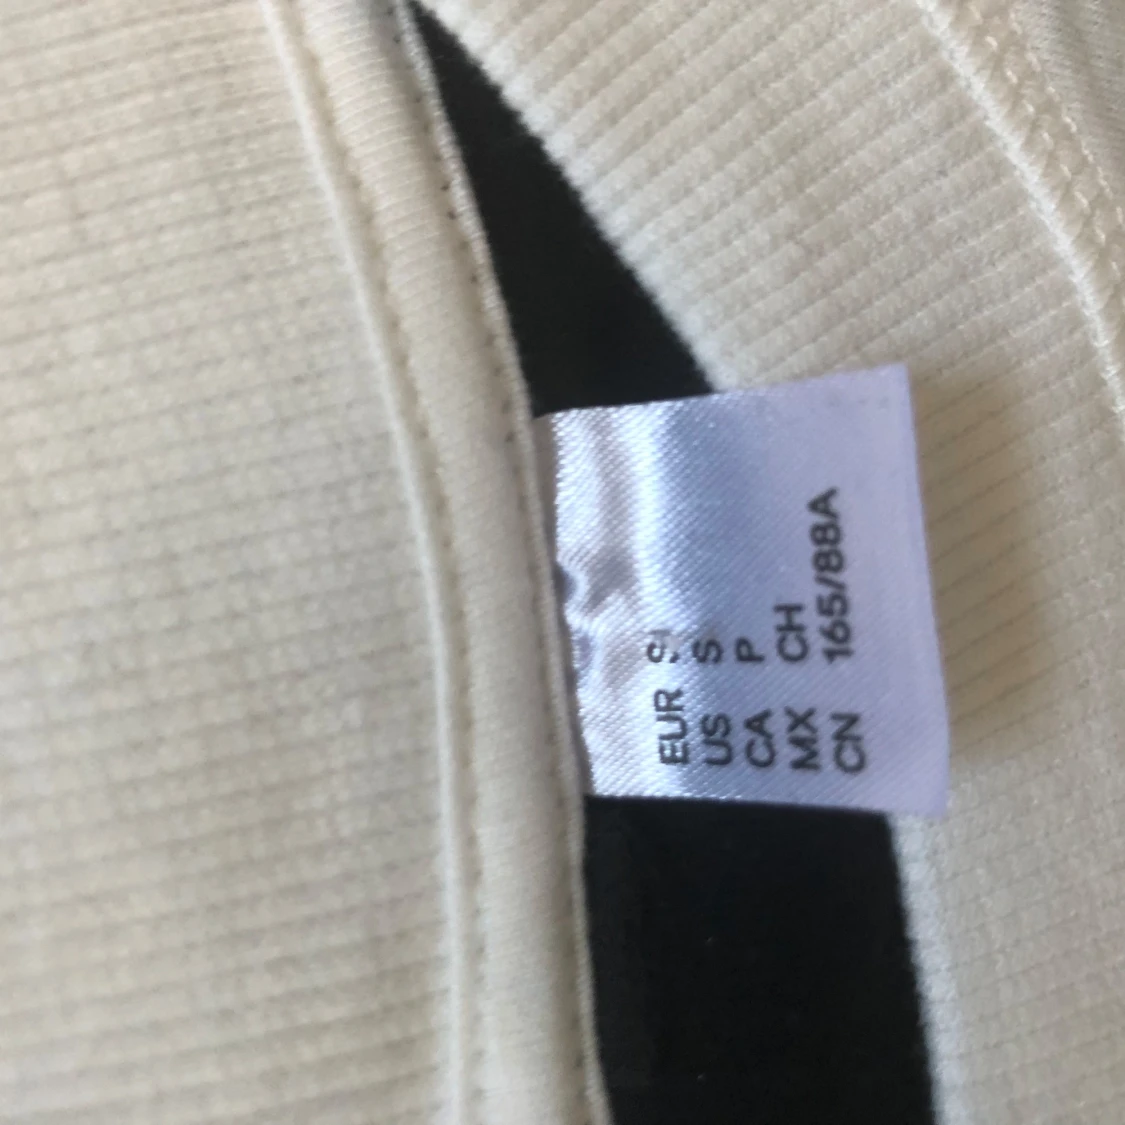 EUR S
US S
CA P
MX CH
CN 165/88A